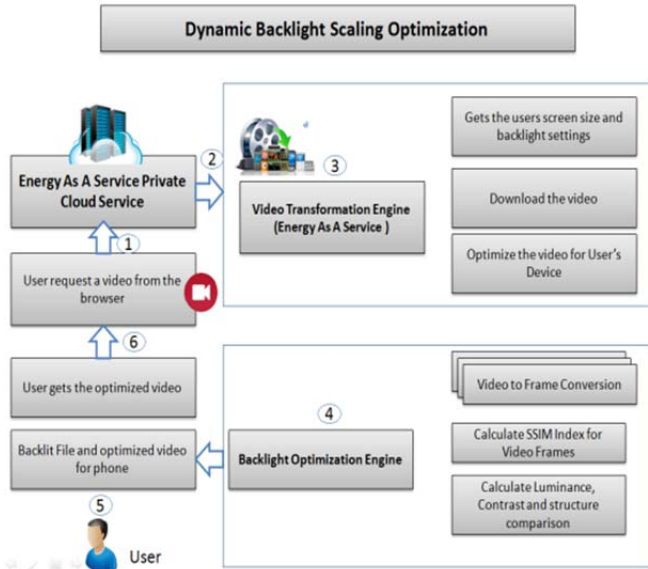 Dynamic Backlight Scaling Optimization
Energy As A Service Private
Cloud Service
2
3
Video Transformation Engine
(Energy As A Service )
Gets the users screen size and
backlight settings
Download the video
Optimize the video for User's
Device
1
User request a video from the
browser
6
User gets the optimized video
Backlit File and optimized video
for phone
4
Backlight Optimization Engine
Video to Frame Conversion
Calculate SSIM Index for
Video Frames
Calculate Luminance,
Contrast and structure
comparison
5
User